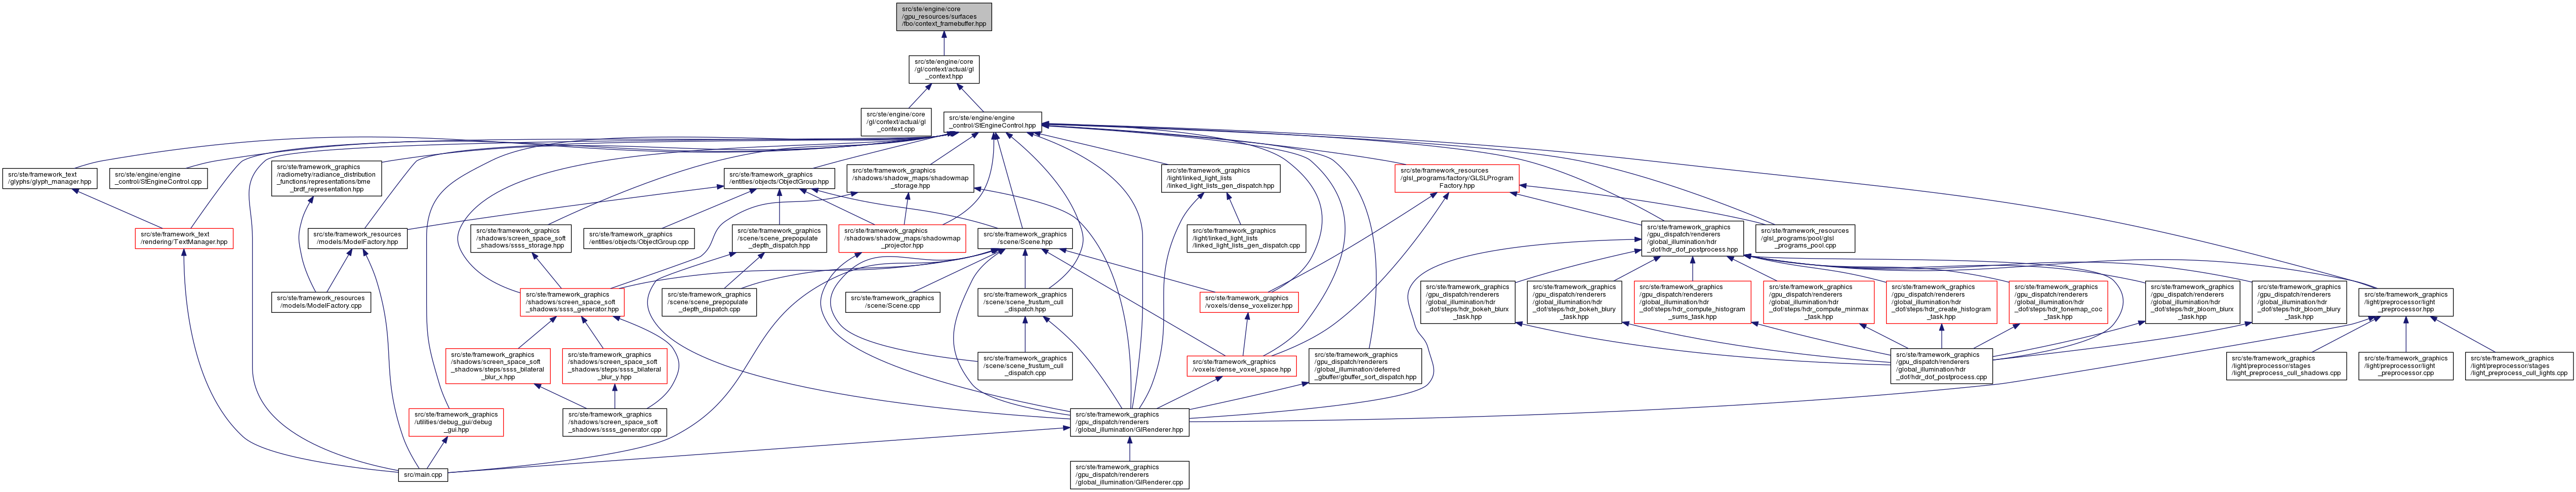 src/ste/engine/core
/gpu_resources/surfaces
/fbo/context_framebuffer.hpp
src/ste/engine/core
/gl/context/actual/gl
_context.hpp
src/ste/engine/core
/gl/context/actual/gl
_context.cpp
src/ste/engine/engine
_control/StEngineControl.hpp
src/ste/framework_text
/glyphs/glyph_manager.hpp
src/ste/engine/engine
_control/StEngineControl.cpp
src/ste/framework_graphics
/radiometry/radiance_distribution
_functions/representations/bme
_brdf_representation.hpp
src/ste/framework_graphics
/entities/objects/ObjectGroup.hpp
src/ste/framework_graphics
/shadows/shadow_maps/shadowmap
_storage.hpp
src/ste/framework_graphics
/light/linked_light_lists
/linked_light_lists_gen_dispatch.hpp
src/ste/framework_resources
/glsl_programs/factory/GLSLProgram
Factory.hpp
src/ste/framework_text
/rendering/TextManager.hpp
src/ste/framework_resources
/models/ModelFactory.hpp
src/ste/framework_graphics
/shadows/screen_space_soft
_shadows/ssss_storage.hpp
src/ste/framework_graphics
/entities/objects/ObjectGroup.cpp
src/ste/framework_graphics
/scene/scene_prepopulate
_depth_dispatch.hpp
src/ste/framework_graphics
/shadows/shadow_maps/shadowmap
_projector.hpp
src/ste/framework_graphics
/scene/Scene.hpp
src/ste/framework_graphics
/light/linked_light_lists
/linked_light_lists_gen_dispatch.cpp
src/ste/framework_graphics
/gpu_dispatch/renderers
/global_illumination/hdr
_dof/hdr_dof_postprocess.hpp
src/ste/framework_resources
/glsl_programs/pool/glsl
_programs_pool.cpp
src/ste/framework_resources
/models/ModelFactory.cpp
src/ste/framework_graphics
/shadows/screen_space_soft
_shadows/ssss_generator.hpp
src/ste/framework_graphics
/scene/scene_prepopulate
_depth_dispatch.cpp
src/ste/framework_graphics
/scene/Scene.cpp
src/ste/framework_graphics
/scene/scene_frustum_cull
_dispatch.hpp
src/ste/framework_graphics
/voxels/dense_voxelizer.hpp
src/ste/framework_graphics
/gpu_dispatch/renderers
/global_illumination/hdr
_dof/steps/hdr_bokeh_blurx
_task.hpp
src/ste/framework_graphics
/gpu_dispatch/renderers
/global_illumination/hdr
_dof/steps/hdr_bokeh_blury
_task.hpp
src/ste/framework_graphics
/gpu_dispatch/renderers
/global_illumination/hdr
_dof/steps/hdr_compute_histogram
_sums_task.hpp
src/ste/framework_graphics
/gpu_dispatch/renderers
/global_illumination/hdr
_dof/steps/hdr_compute_minmax
_task.hpp
src/ste/framework_graphics
/gpu_dispatch/renderers
/global_illumination/hdr
_dof/steps/hdr_create_histogram
_task.hpp
src/ste/framework_graphics
/gpu_dispatch/renderers
/global_illumination/hdr
_dof/steps/hdr_tonemap_coc
_task.hpp
src/ste/framework_graphics
/gpu_dispatch/renderers
/global_illumination/hdr
_dof/steps/hdr_bloom_blurx
_task.hpp
src/ste/framework_graphics
/gpu_dispatch/renderers
/global_illumination/hdr
_dof/steps/hdr_bloom_blury
_task.hpp
src/ste/framework_graphics
/light/preprocessor/light
_preprocessor.hpp
src/ste/framework_graphics
/shadows/screen_space_soft
_shadows/steps/ssss_bilateral
_blur_x.hpp
src/ste/framework_graphics
/shadows/screen_space_soft
_shadows/steps/ssss_bilateral
_blur_y.hpp
src/ste/framework_graphics
/scene/scene_frustum_cull
_dispatch.cpp
src/ste/framework_graphics
/voxels/dense_voxel_space.hpp
src/ste/framework_graphics
/gpu_dispatch/renderers
/global_illumination/deferred
_gbuffer/gbuffer_sort_dispatch.hpp
src/ste/framework_graphics
/gpu_dispatch/renderers
/global_illumination/hdr
_dof/hdr_dof_postprocess.cpp
src/ste/framework_graphics
/light/preprocessor/stages
/light_preprocess_cull_shadows.cpp
src/ste/framework_graphics
/light/preprocessor/light
_preprocessor.cpp
src/ste/framework_graphics
/light/preprocessor/stages
/light_preprocess_cull_lights.cpp
src/ste/framework_graphics
/utilities/debug_gui/debug
_gui.hpp
src/ste/framework_graphics
/shadows/screen_space_soft
_shadows/ssss_generator.cpp
src/ste/framework_graphics
/gpu_dispatch/renderers
/global_illumination/GIRenderer.hpp
src/main.cpp
src/ste/framework_graphics
/gpu_dispatch/renderers
/global_illumination/GIRenderer.cpp